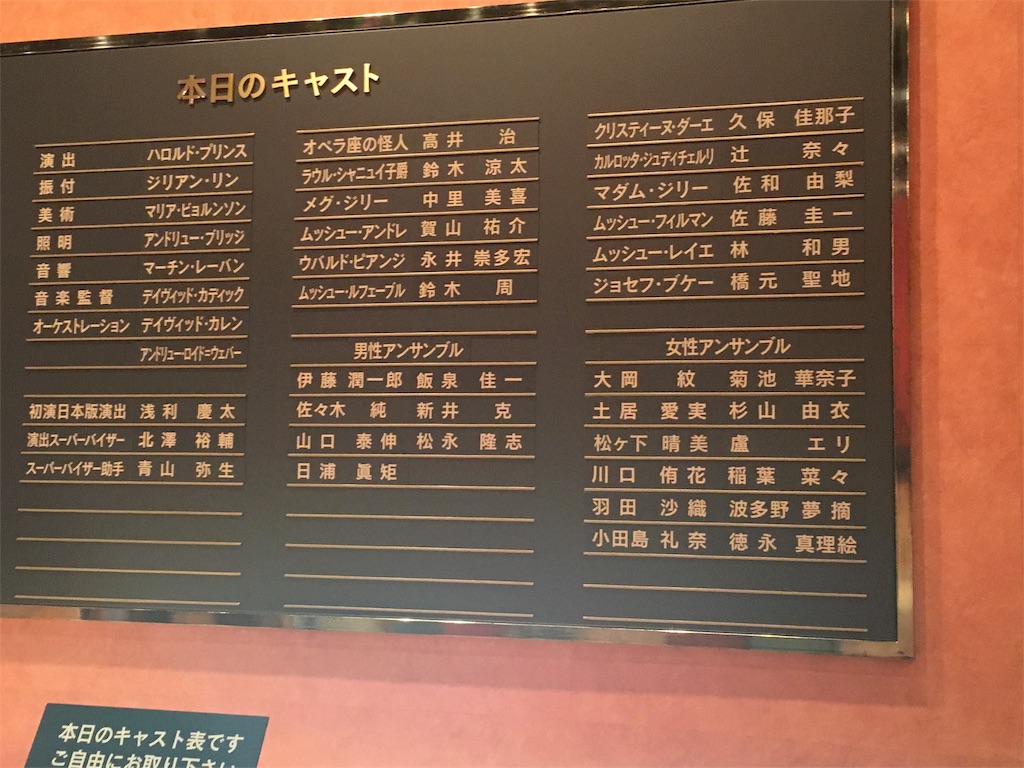 本日のキャスト
演出 ハロルド・プリンス
振付 ジリアン・リン
美術 マリア・ビョルンソン
照明 アンドリュー・ブリッジ
音響 マーチン・レーバン
音楽監督 デイヴィッド・カディック
オーケストレーション デイヴィッド・カレン
アンドリュー・ロイド=ウェバー
初演日本版演出 浅利 慶太
演出スーパーバイザー 北澤 裕輔
スーパーバイザー助手 青山 弥生
オペラ座の怪人 高井 治
ラウル・シャニュイ子爵 鈴木 涼太
メグ・ジリー 中里 美喜
ムッシュー・アンドレ 賀山 祐介
ウバルド・ピアンジ 永井 崇多宏
ムッシュー・ルフェーブル 鈴木 周
男性アンサンブル
伊藤 潤一郎 飯泉 佳一
佐々木 純 新井 克
山口 泰伸 松永 隆志
日浦 眞矩
クリスティーヌ・ダーエ 久保 佳那子
カルロッタ・ジュディチェルリ 辻 奈々
マダム・ジリー 佐和 由梨
ムッシュー・フィルマン 佐藤 圭一
ムッシュー・レイエ 林 和男
ジョセフ・ブケー 橋元 聖地
女性アンサンブル
大岡 紋 菊池 華奈子
土居 愛実 杉山 由衣
松ヶ下 晴美 盧 エリ
川口 侑花 稲葉 菜々
羽田 沙織 波多野 夢摘
小田島 礼奈 徳永 真理絵
本日のキャスト表です
ご自由にお取り下さい